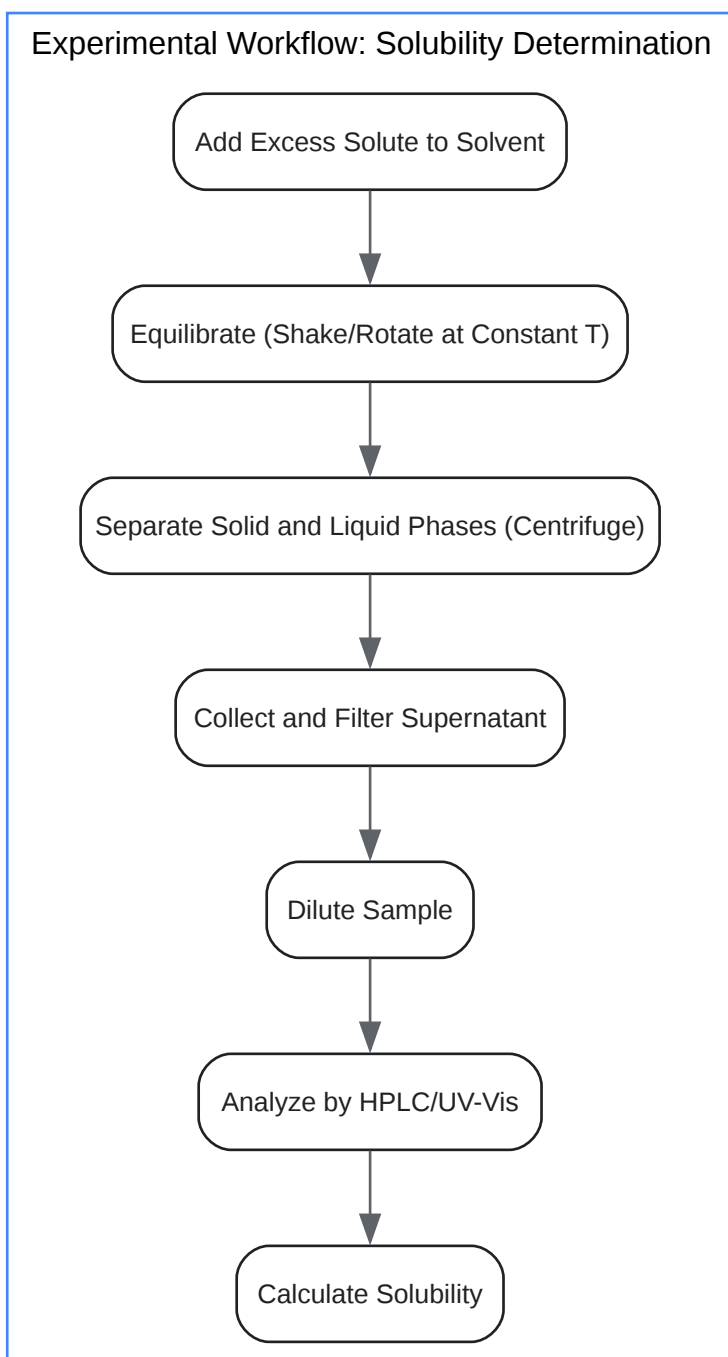 Experimental Workflow: Solubility Determination
Add Excess Solute to Solvent
Equilibrate (Shake/Rotate at Constant T)
Separate Solid and Liquid Phases (Centrifuge)
Collect and Filter Supernatant
Dilute Sample
Analyze by HPLC/UV-Vis
Calculate Solubility